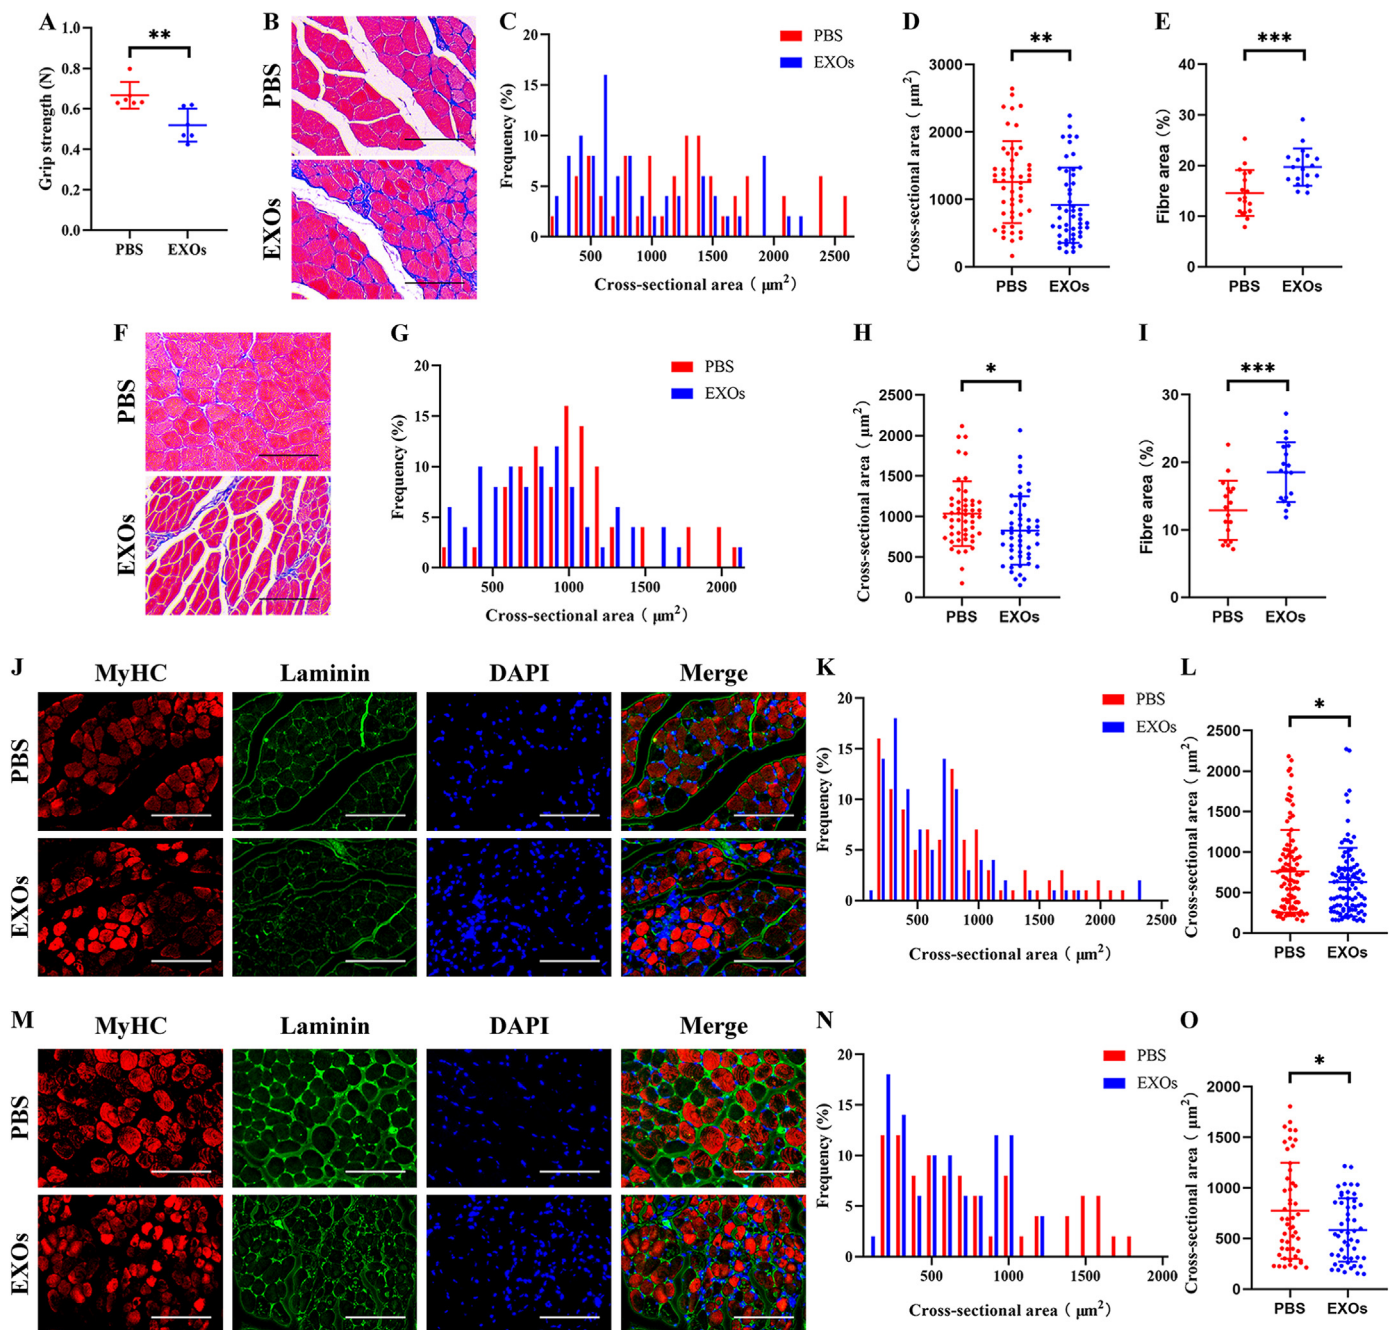 A
Grip strength (N)
1.0
0.8
0.6
0.4
0.2
0.0
**
PBS
EXOs
B
PBS
EXOs
C
Frequency (%)
20
15
10
5
0
PBS
EXOs
500
1000
1500
2000
2500
Cross-sectional area ( μm²)
D
Cross-sectional area ( μm²)
3000
2000
1000
0
**
PBS
EXOs
E
Fibre area (%)
40
30
20
10
0
***
PBS
EXOs
F
PBS
EXOs
G
Frequency (%)
20
15
10
5
0
PBS
EXOs
500
1000
1500
2000
Cross-sectional area ( μm²)
H
Cross-sectional area ( μm²)
2500
2000
1500
1000
500
0
*
PBS
EXOs
I
Fibre area (%)
30
20
10
0
***
PBS
EXOs
J
MyHC
Laminin
DAPI
Merge
PBS
EXOs
K
Frequency (%)
20
15
10
5
0
PBS
EXOs
500
1000
1500
2000
2500
Cross-sectional area ( μm²)
L
Cross-sectional area ( μm²)
2500
2000
1500
1000
500
0
*
PBS
EXOs
M
MyHC
Laminin
DAPI
Merge
PBS
EXOs
N
Frequency (%)
20
15
10
5
0
PBS
EXOs
500
1000
1500
2000
Cross-sectional area ( μm²)
O
Cross-sectional area ( μm²)
2000
1500
1000
500
0
*
PBS
EXOs